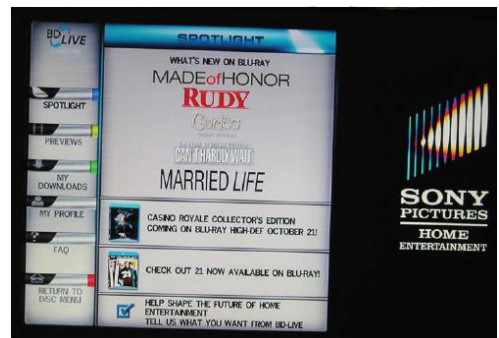 BD LIVE
SPOTLIGHT
PREVIEWS
MY
DOWNLOADS
MY PROFILE
FAQ
RETURN TO
DISC MENU
SPOTLIGHT
WHAT'S NEW ON BLU-RAY
MADE of HONOR
RUDY
CAN'T HARDLY WAIT
MARRIED LIFE
CASINO ROYALE COLLECTOR'S EDITION
COMING ON BLU-RAY HIGH-DEF OCTOBER 21!
CHECK OUT 21 NOW AVAILABLE ON BLU-RAY!
HELP SHAPE THE FUTURE OF HOME
ENTERTAINMENT
TELL US WHAT YOU WANT FROM BD-LIVE
SONY
PICTURES
HOME
ENTERTAINMENT